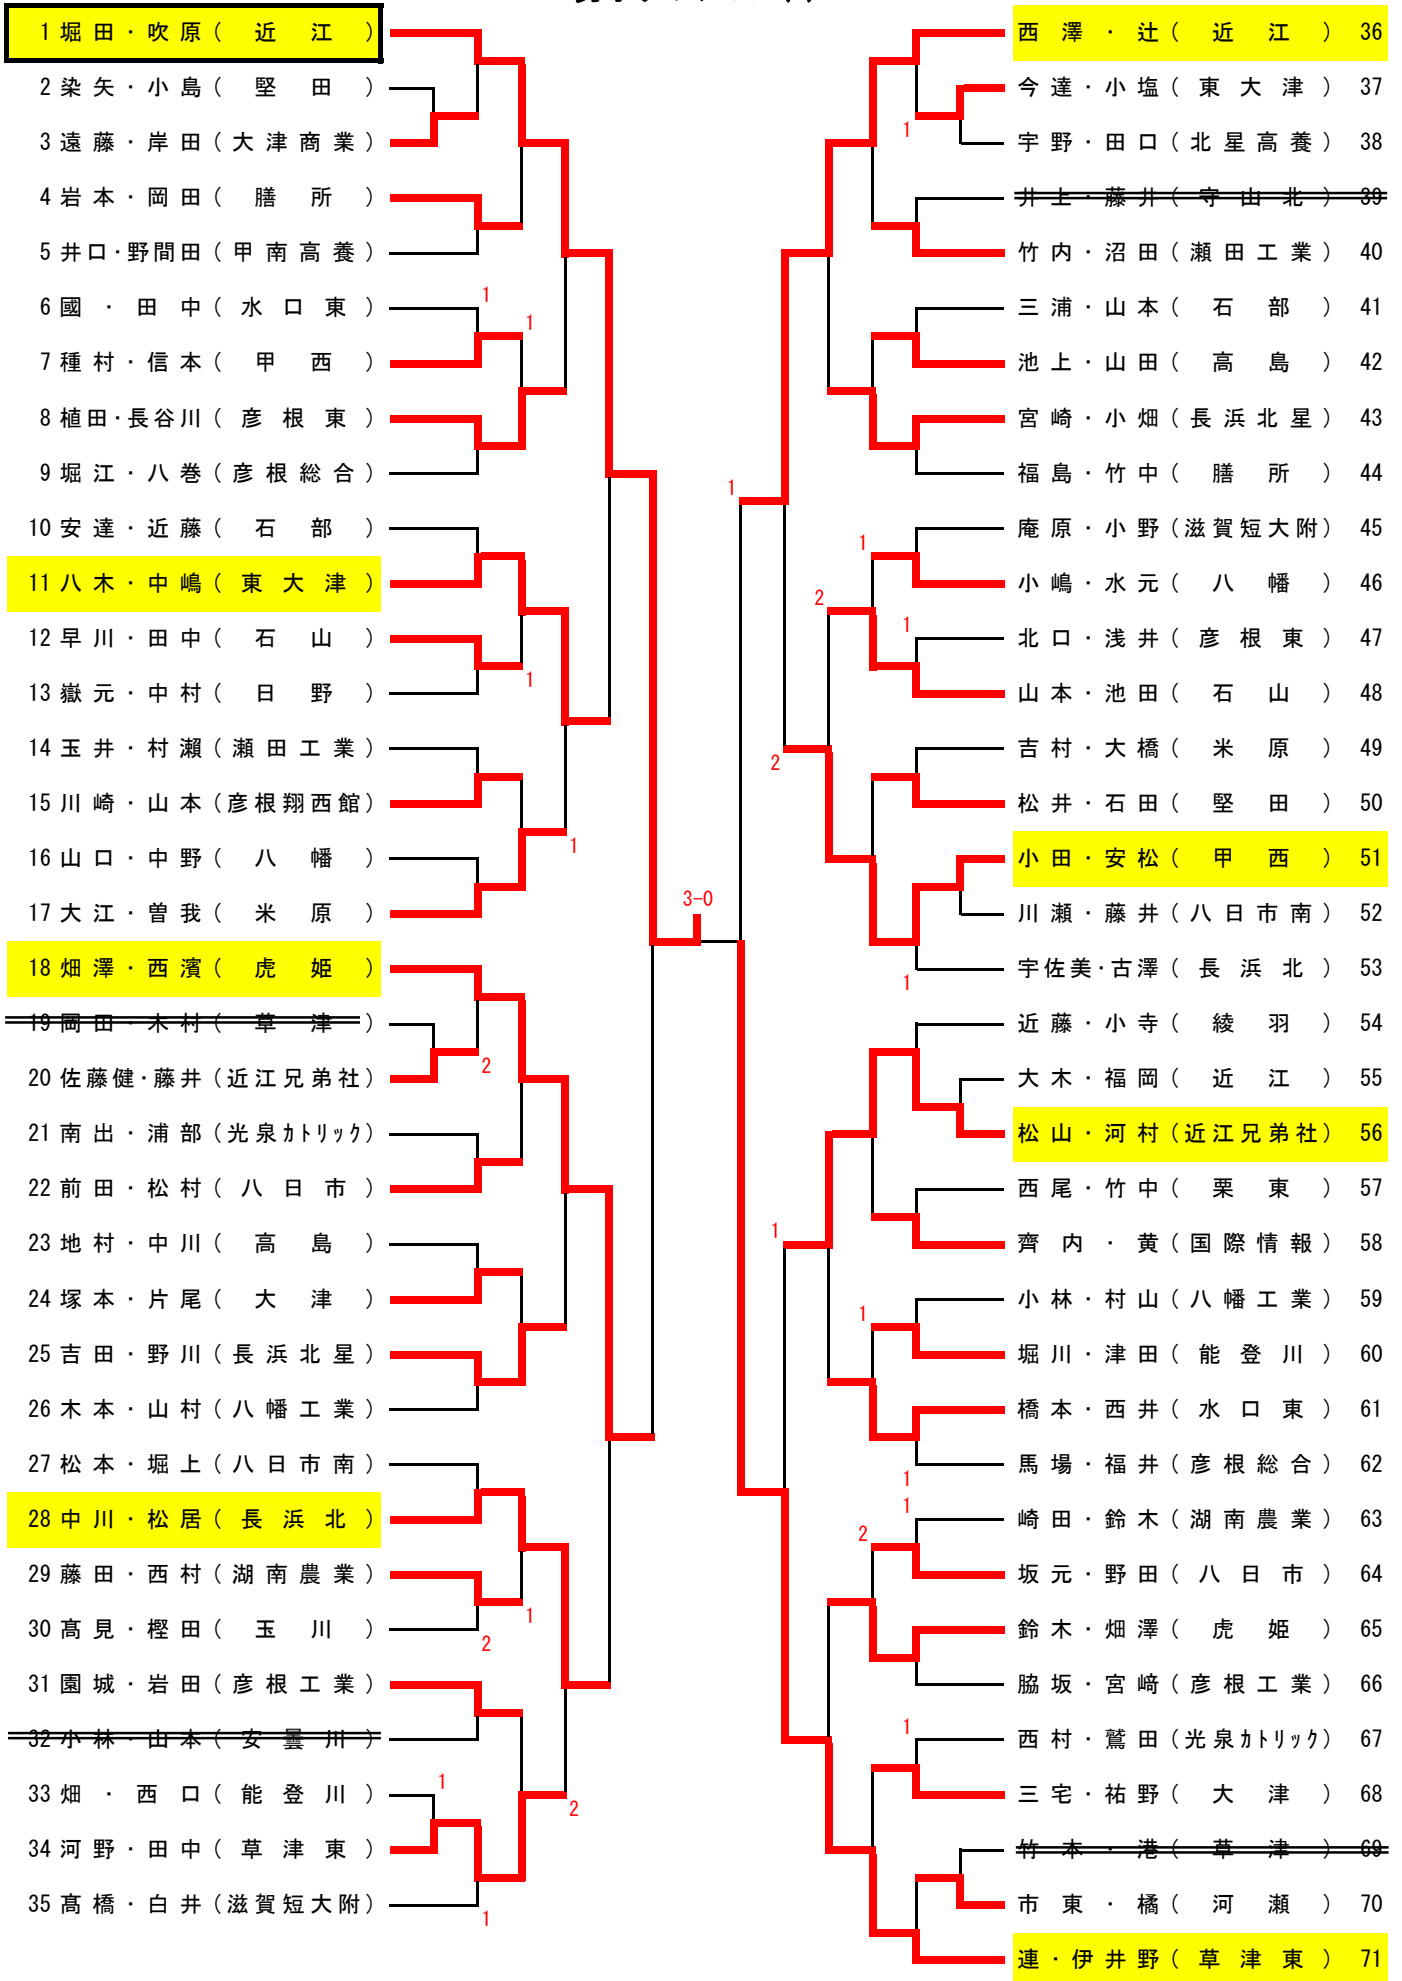 1 堀田・吹原(近江)
2 染矢・小島(堅田)
3 遠藤・岸田(大津商業)
4 岩本・岡田(膳所)
5 井口・野間田(甲南高養)
6 國・田中(水口東)
1
1
7 種村・信本(甲西)
8 植田・長谷川(彦根東)
9 堀江・八巻(彦根総合)
10 安達・近藤(石部)
11 八木・中嶋(東大津)
12 早川・田中(石山)
13 嶽元・中村(日野)
1
14 玉井・村瀬(瀬田工業)
15 川崎・山本(彦根翔西館)
16 山口・中野(八幡)
1
17 大江・曽我(米原)
18 畑澤・西濱(虎姫)
19 岡田・木村(草津)
20 佐藤健・藤井(近江兄弟社)
2
21 南出・浦部(光泉カトリック)
22 前田・松村(八日市)
23 地村・中川(高島)
24 塚本・片尾(大津)
25 吉田・野川(長浜北星)
26 木本・山村(八幡工業)
27 松本・堀上(八日市南)
28 中川・松居(長浜北)
29 藤田・西村(湖南農業)
1
30 髙見・樫田(玉川)
2
31 園城・岩田(彦根工業)
32 小林・山本(安曇川)
33 畑・西口(能登川)
1
2
34 河野・田中(草津東)
35 髙橋・白井(滋賀短大附)
1
3-0
西澤・辻(近江) 36
今達・小塩(東大津) 37
1
宇野・田口(北星高養) 38
井上・藤井(守山北) 39
竹内・沼田(瀬田工業) 40
三浦・山本(石部) 41
池上・山田(高島) 42
宮崎・小畑(長浜北星) 43
福島・竹中(膳所) 44
1
庵原・小野(滋賀短大附) 45
1
小嶋・水元(八幡) 46
2
1
北口・浅井(彦根東) 47
山本・池田(石山) 48
吉村・大橋(米原) 49
2
松井・石田(堅田) 50
小田・安松(甲西) 51
川瀬・藤井(八日市南) 52
宇佐美・古澤(長浜北) 53
1
近藤・小寺(綾羽) 54
大木・福岡(近江) 55
松山・河村(近江兄弟社) 56
西尾・竹中(栗東) 57
1
齊内・黄(国際情報) 58
小林・村山(八幡工業) 59
1
堀川・津田(能登川) 60
橋本・西井(水口東) 61
馬場・福井(彦根総合) 62
1
1
崎田・鈴木(湖南農業) 63
2
坂元・野田(八日市) 64
鈴木・畑澤(虎姫) 65
脇坂・宮﨑(彦根工業) 66
1
西村・鷲田(光泉カトリック) 67
三宅・祐野(大津) 68
竹本・港(草津) 69
市東・橘(河瀬) 70
連・伊井野(草津東) 71